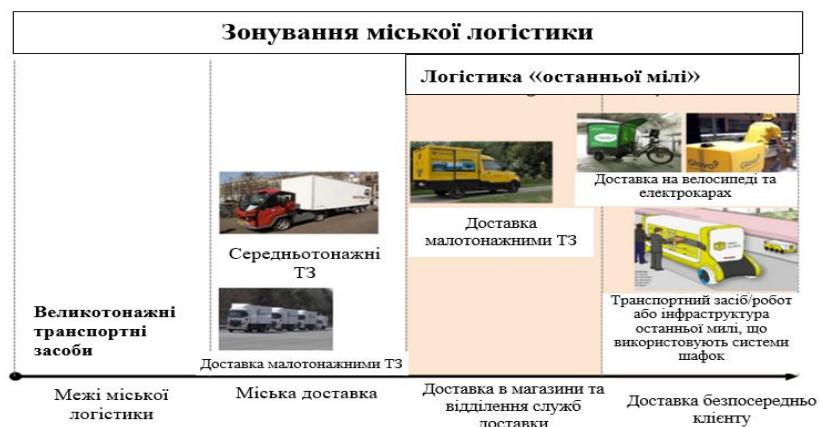 Зонування міської логістики
Логістика «останньої мілі»
Glovo
Доставка на велосипеді та
електрокарах
Доставка
малотонажними ТЗ
Середньотонажні
ТЗ
Транспортний засіб/робот
або інфраструктура
останньої милі, що
використовують системи
шафок
Великотонажні
транспортні
засоби
Доставка малотонажними ТЗ
Межі міської
логістики
Міська доставка
Доставка в магазини та
відділення служб
доставки
Доставка безпосередньо
клієнту